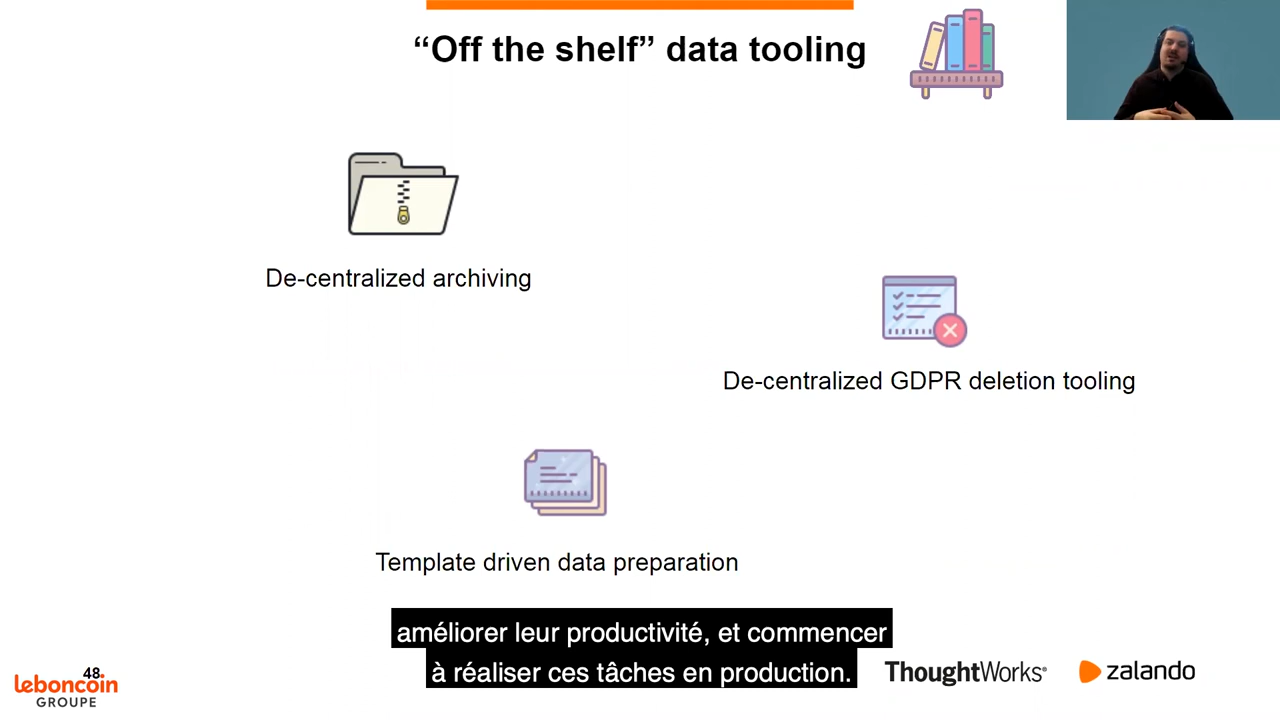 “Off the shelf” data tooling
De-centralized archiving
De-centralized GDPR deletion tooling
Template driven data preparation
améliorer leur productivité, et commencer
à réaliser ces tâches en production.
48
leboncoin
GROUPE
ThoughtWorks®
zalando